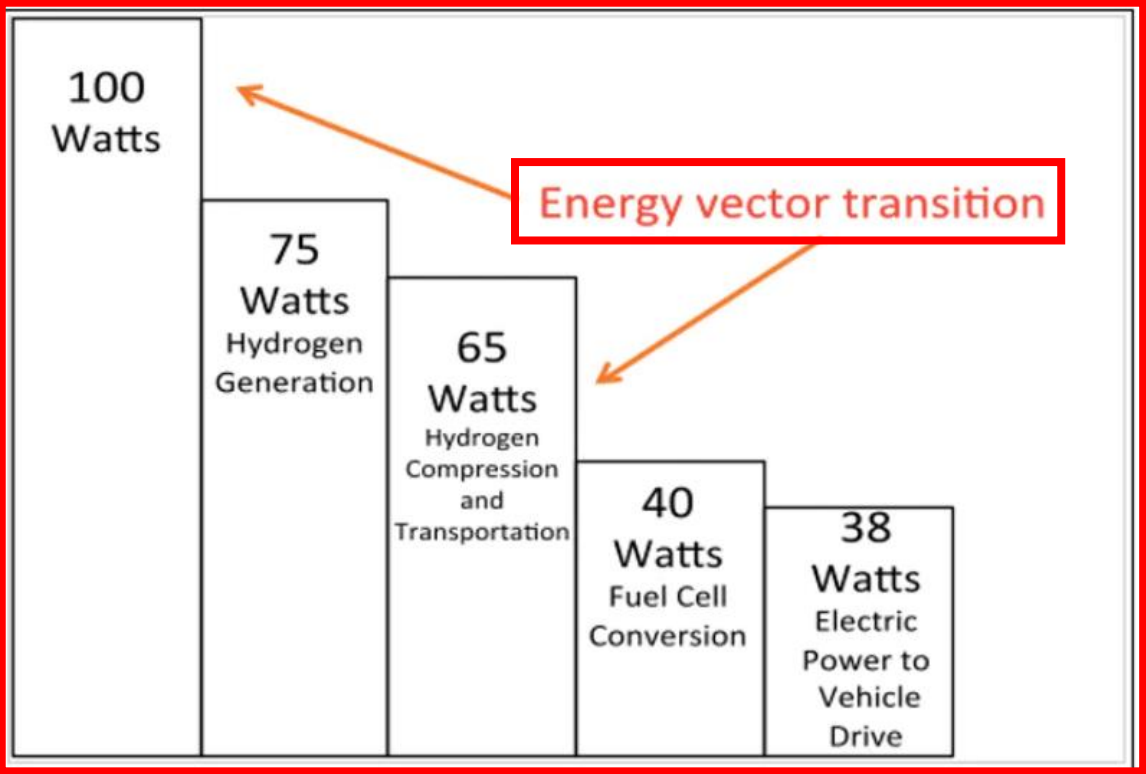 100
Watts
Energy vector transition
75
Watts
Hydrogen
Generation
65
Watts
Hydrogen
Compression
and
Transportation
40
Watts
Fuel Cell
Conversion
38
Watts
Electric
Power to
Vehicle
Drive